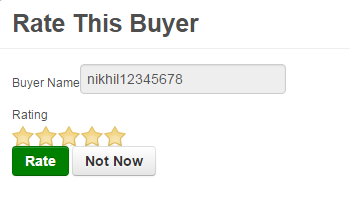 Rate This Buyer
Buyer Name nikhil12345678
Rating
Rate Not Now